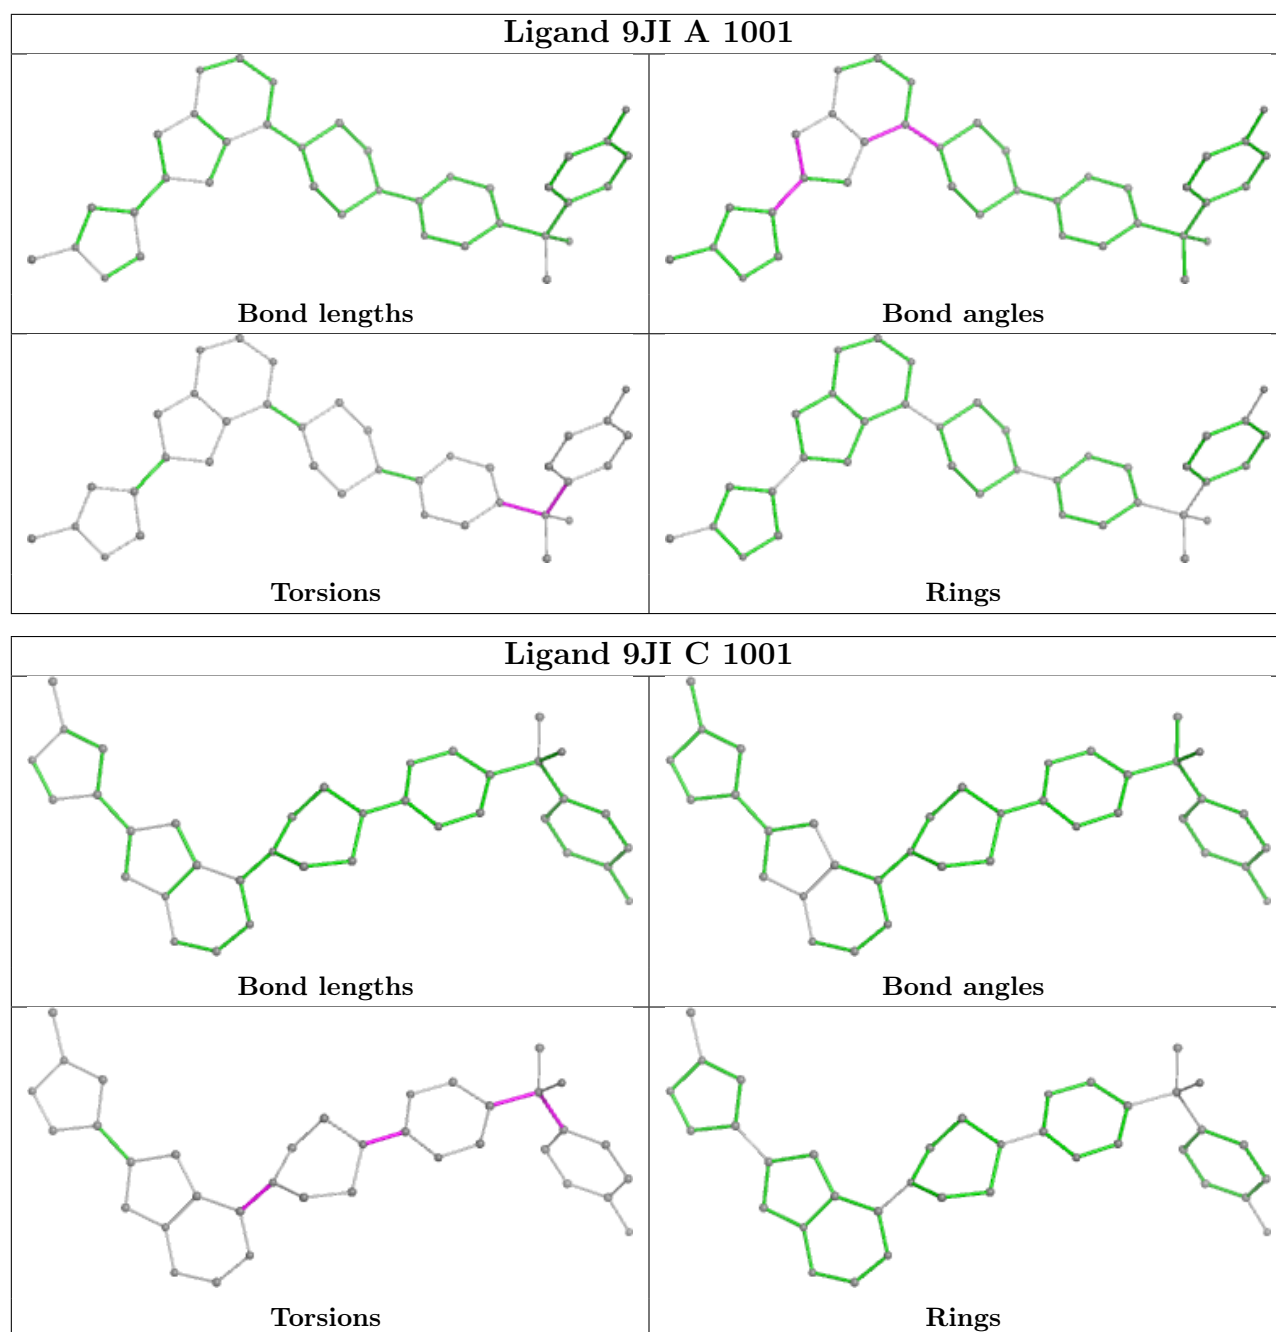 Ligand 9JI A 1001
Bond lengths
Bond angles
Torsions
Rings
Ligand 9JI C 1001
Bond lengths
Bond angles
Torsions
Rings